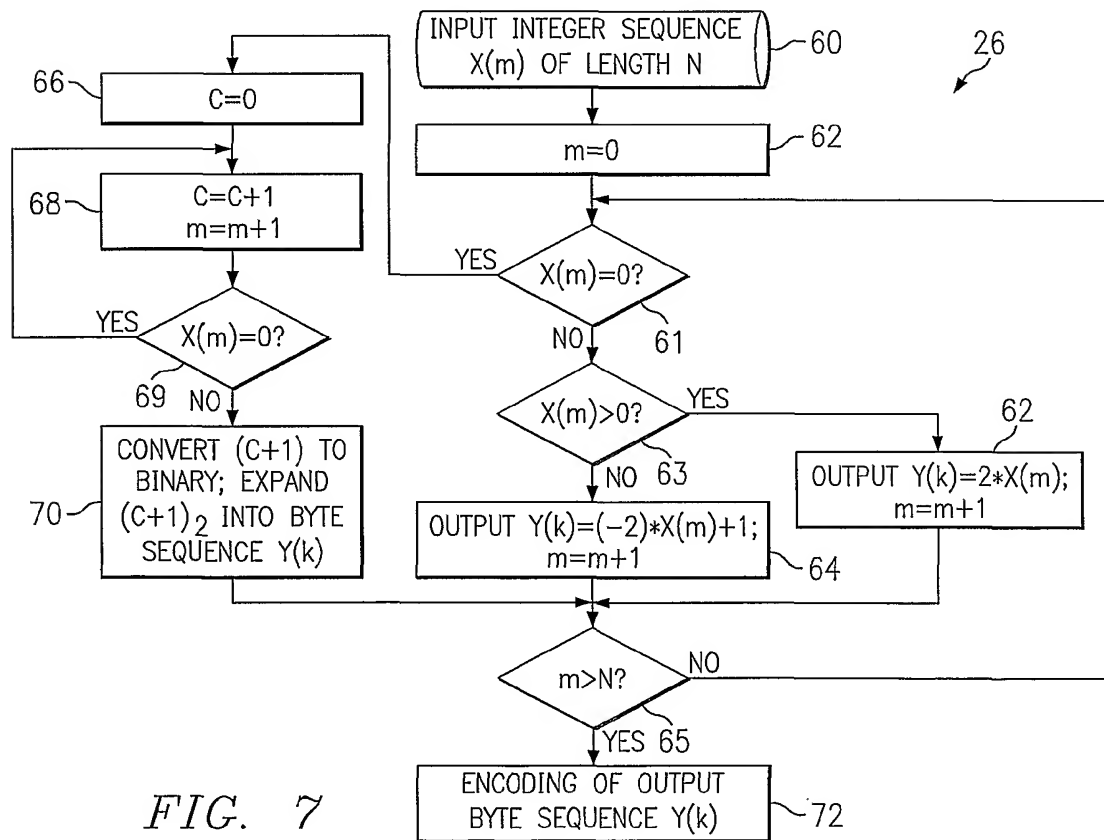 INPUT INTEGER SEQUENCE
X(m) OF LENGTH N
60
26
66
C=0
m=0
62
68
C=C+1
m=m+1
YES
X(m)=0?
61
NO
YES
X(m)=0?
69
NO
X(m)>0?
YES
63
NO
62
OUTPUT Y(k)=2*X(m);
m=m+1
70
CONVERT (C+1) TO
BINARY; EXPAND
(C+1)2 INTO BYTE
SEQUENCE Y(k)
OUTPUT Y(k)=(-2)*X(m)+1;
m=m+1
64
m>N?
NO
YES
65
ENCODING OF OUTPUT
BYTE SEQUENCE Y(k)
72
FIG. 7